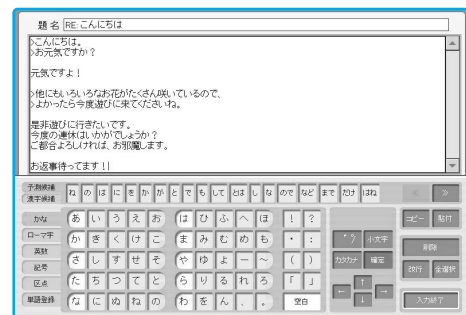 題 名 RE:こんにちは
>こんにちは。
>お元気ですか?
元気ですよ!
>他にもいろいろなお花がたくさん咲いているので、
>よかったら今度遊びに来てくださいね。
是非遊びに行きたいです。
今度の連休はいかがでしょうか?
ご都合よろしければ、お邪魔します。
お返事待ってます!
予測候補 ね の は に を か が と で も して とは し な ので など まで だけ はね
漢字候補
かな あ い う え お は ひ ふ へ ほ ! ? コピー 貼付
ローマ字 か き く け こ ま み む め も ・ : ゛゜ 小文字 削除
英数 さ し す せ そ や ゆ よ ー ~ ( ) カタカナ 確定
記号 改行 全選択
区点 た ち つ て と ら り る れ ろ 「 」 ↑
単語登録 な に ぬ ね の わ を ん 、 。 空白 ← ↓ → 入力終了